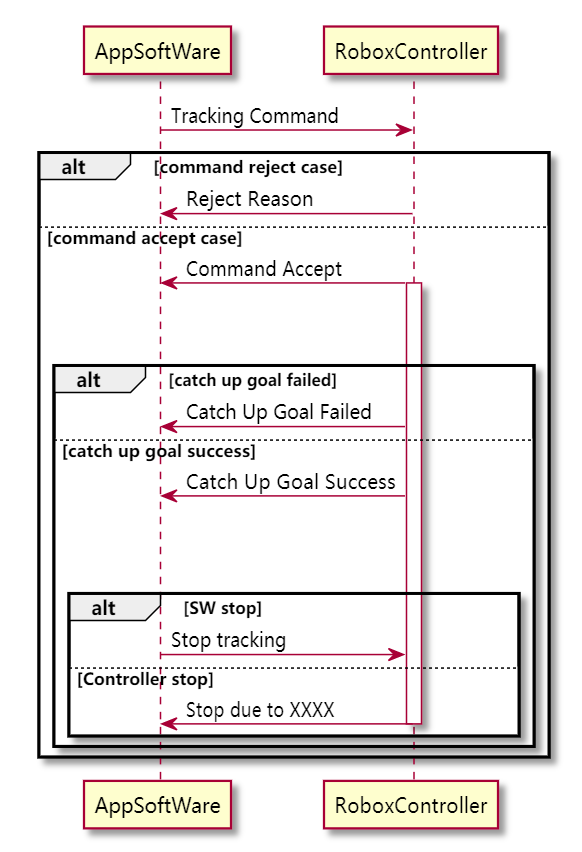 AppSoftWare RoboxController
Tracking Command
alt [command reject case]
Reject Reason
[command accept case]
Command Accept
alt [catch up goal failed]
Catch Up Goal Failed
[catch up goal success]
Catch Up Goal Success
alt [SW stop]
Stop tracking
[Controller stop]
Stop due to XXXX
AppSoftWare RoboxController